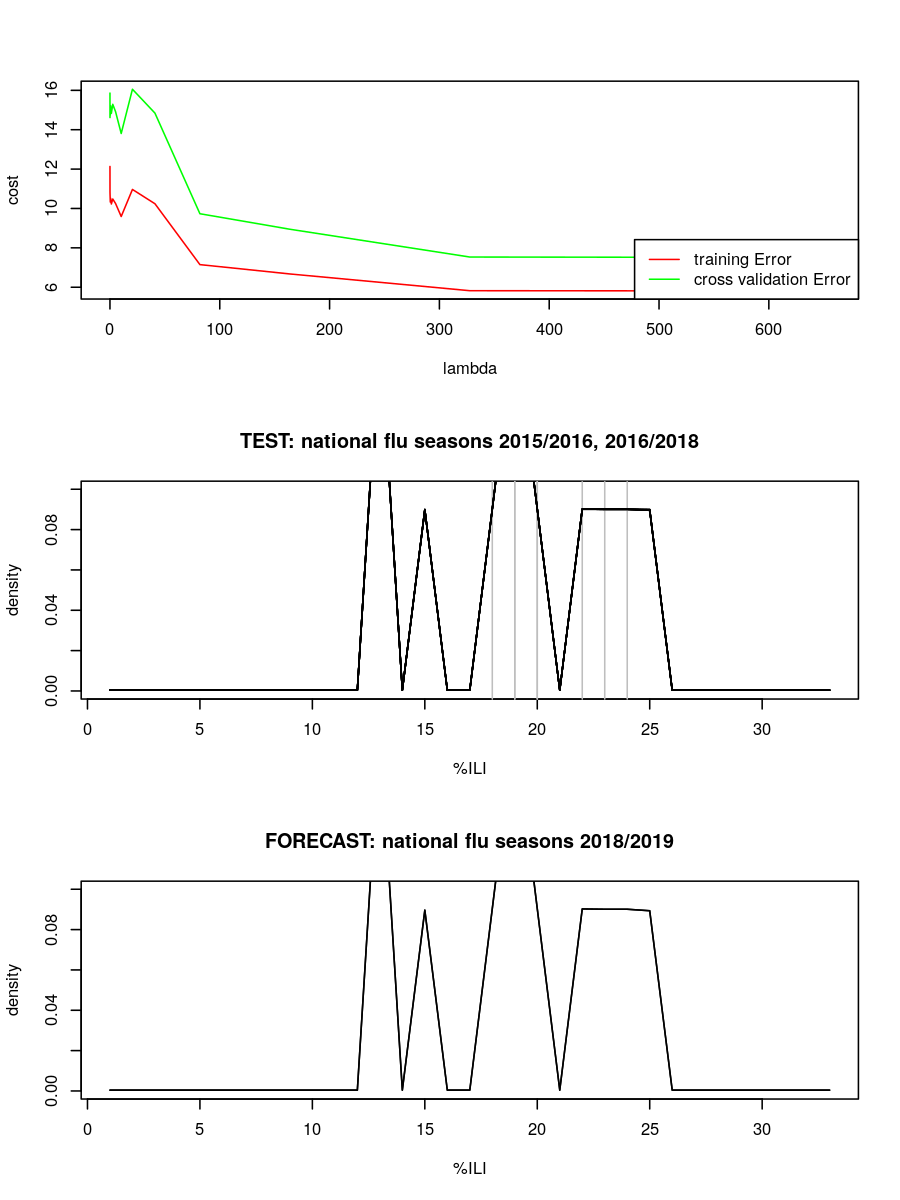 16
14
12
10
8
6
cost
training Error
cross validation Error
0 100 200 300 400 500 600
lambda
TEST: national flu seasons 2015/2016, 2016/2018
0.08
0.04
0.00
density
0 5 10 15 20 25 30
%ILI
FORECAST: national flu seasons 2018/2019
0.08
0.04
0.00
density
0 5 10 15 20 25 30
%ILI